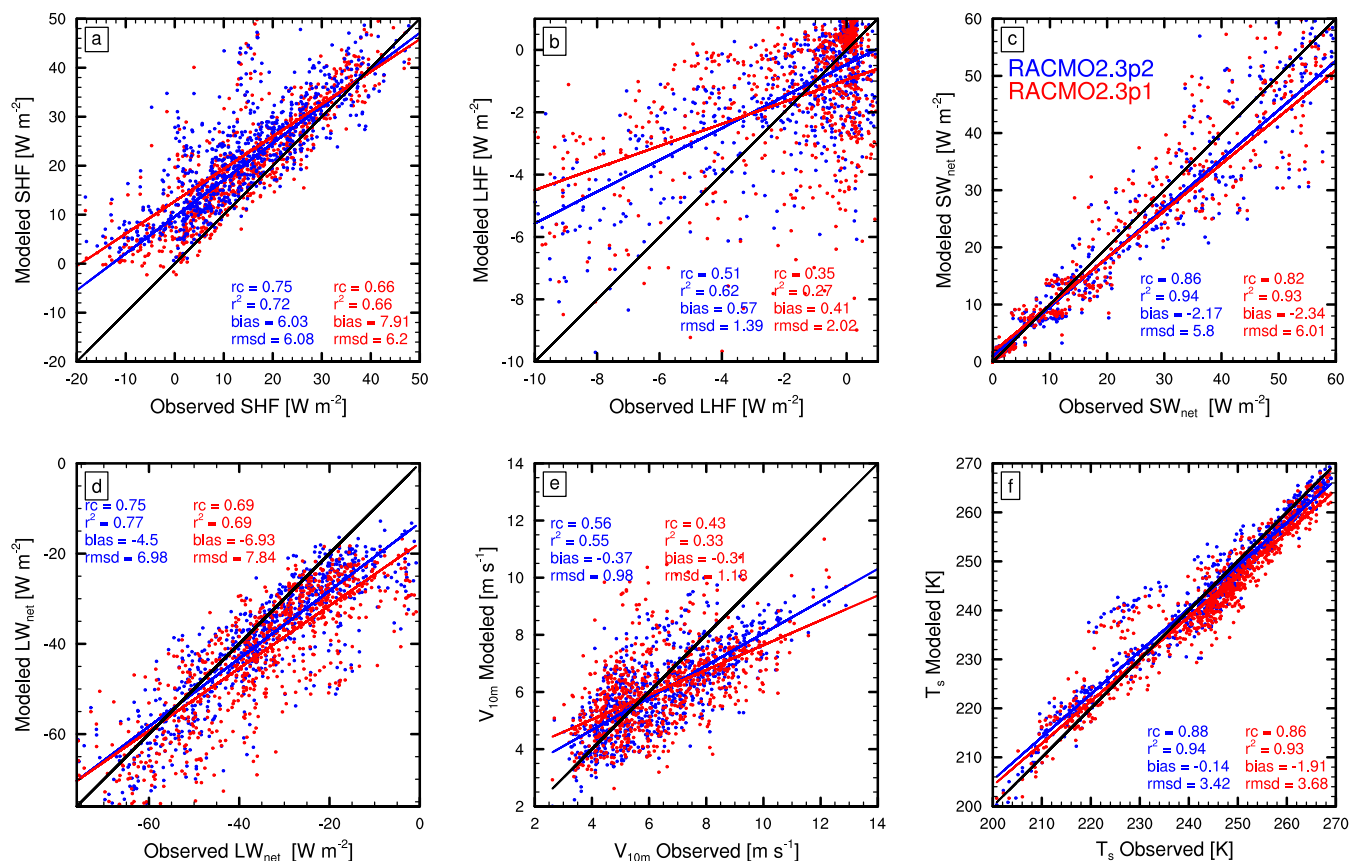 a
50
40
30
20
10
0
-10
-20
Modeled SHF [W m-2]
-20 -10 0 10 20 30 40 50
Observed SHF [W m-2]
rc = 0.75 rc = 0.66
r2 = 0.72 r2 = 0.66
bias = 6.03 bias = 7.91
rmsd = 6.08 rmsd = 6.2
b
0
-2
-4
-6
-8
-10
Modeled LHF [W m-2]
-10 -8 -6 -4 -2 0
Observed LHF [W m-2]
rc = 0.51 rc = 0.35
r2 = 0.62 r2 = 0.27
bias = 0.57 bias = 0.41
rmsd = 1.39 rmsd = 2.02
c
RACMO2.3p2
RACMO2.3p1
60
50
40
30
20
10
0
Modeled SWnet [W m-2]
0 10 20 30 40 50 60
Observed SWnet [W m-2]
rc = 0.86 rc = 0.82
r2 = 0.94 r2 = 0.93
bias = -2.17 bias = -2.34
rmsd = 5.8 rmsd = 6.01
d
0
-20
-40
-60
Modeled LWnet [W m-2]
-60 -40 -20 0
Observed LWnet [W m-2]
rc = 0.75 rc = 0.69
r2 = 0.77 r2 = 0.69
bias = -4.5 bias = -6.93
rmsd = 6.98 rmsd = 7.84
e
14
12
10
8
6
4
2
V10m Modeled [m s-1]
2 4 6 8 10 12 14
V10m Observed [m s-1]
rc = 0.56 rc = 0.43
r2 = 0.55 r2 = 0.33
bias = -0.37 bias = -0.31
rmsd = 0.98 rmsd = 1.18
f
270
260
250
240
230
220
210
200
Ts Modeled [K]
200 210 220 230 240 250 260 270
Ts Observed [K]
rc = 0.88 rc = 0.86
r2 = 0.94 r2 = 0.93
bias = -0.14 bias = -1.91
rmsd = 3.42 rmsd = 3.68